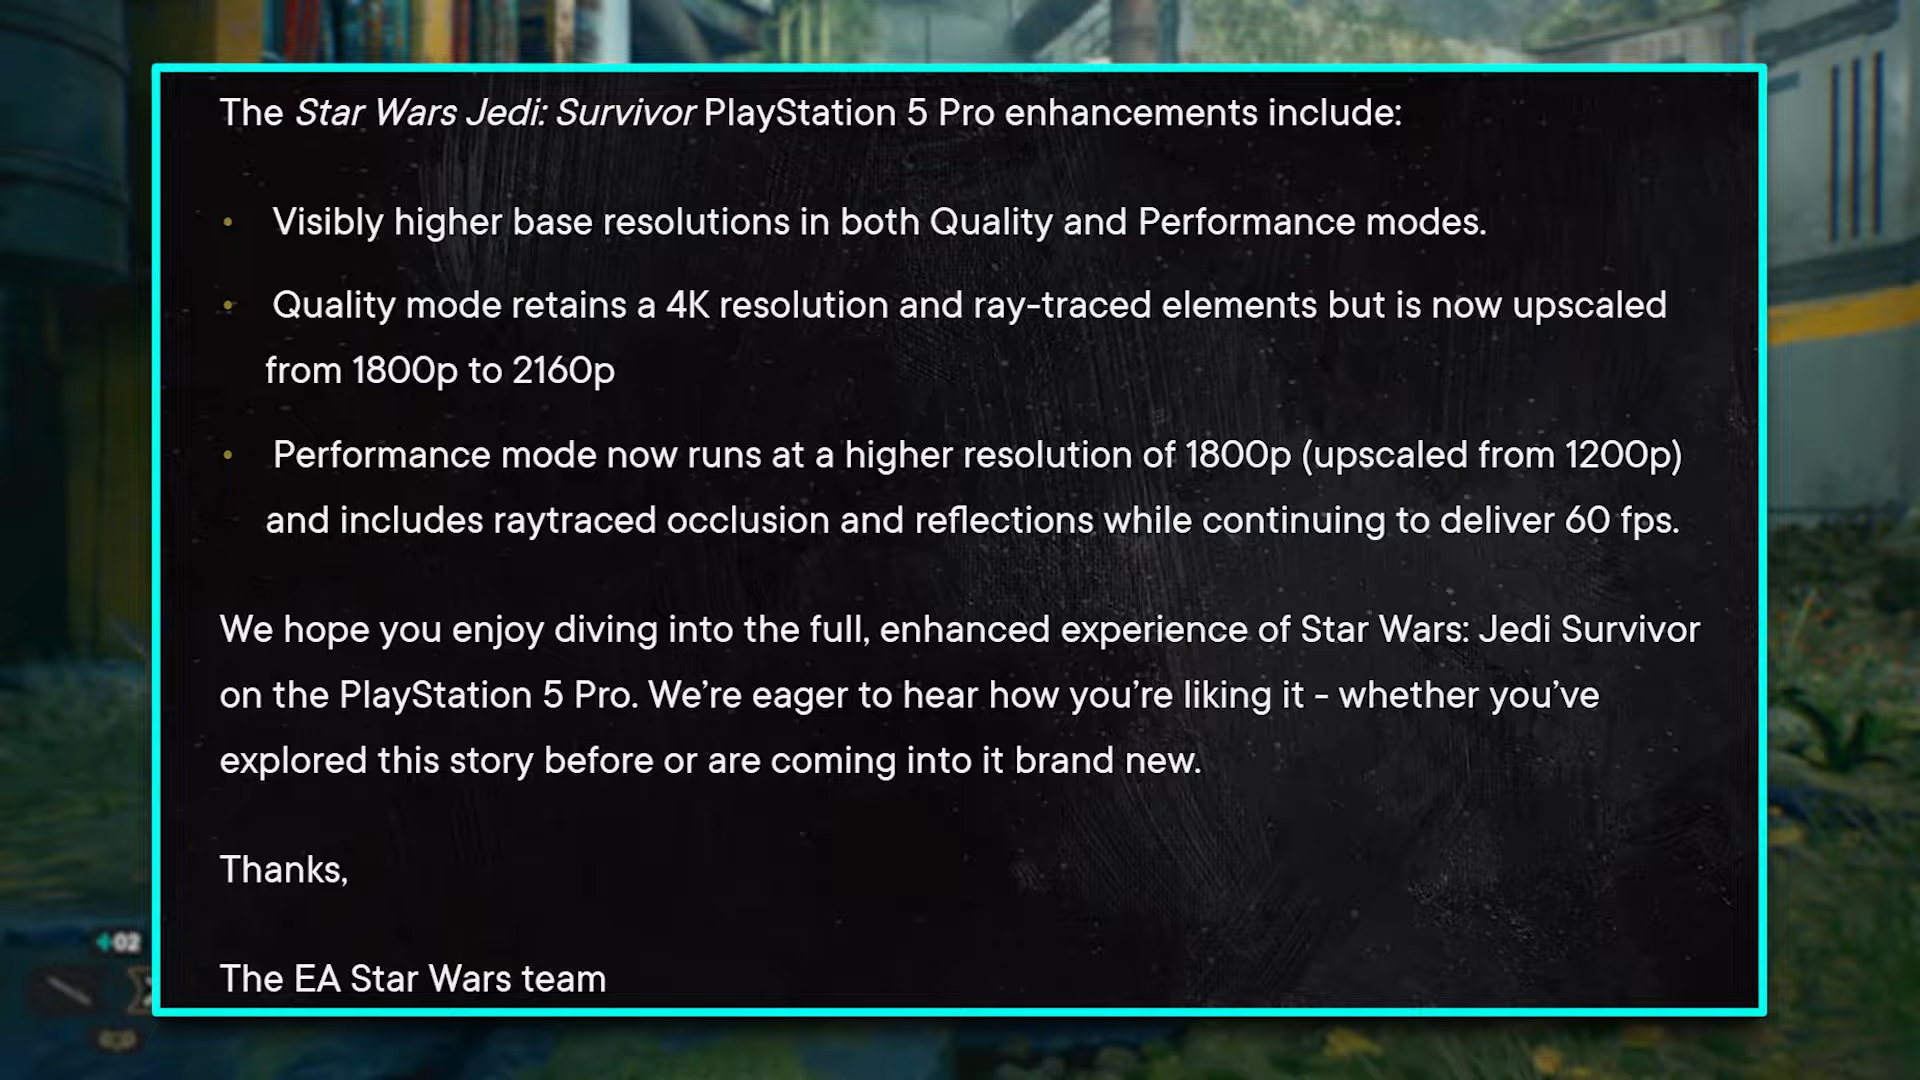 The Star Wars Jedi: Survivor PlayStation 5 Pro enhancements include:
• Visibly higher base resolutions in both Quality and Performance modes.
• Quality mode retains a 4K resolution and ray-traced elements but is now upscaled
from 1800p to 2160p
• Performance mode now runs at a higher resolution of 1800p (upscaled from 1200p)
and includes raytraced occlusion and reflections while continuing to deliver 60 fps.
We hope you enjoy diving into the full, enhanced experience of Star Wars: Jedi Survivor
on the PlayStation 5 Pro. We’re eager to hear how you’re liking it - whether you’ve
explored this story before or are coming into it brand new.
Thanks,
The EA Star Wars team
02